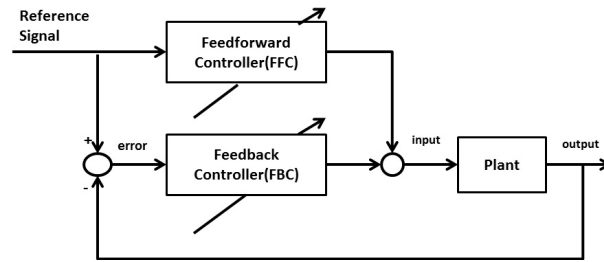 Reference
Signal
Feedforward
Controller(FFC)
+
error
-
Feedback
Controller(FBC)
input
Plant
output